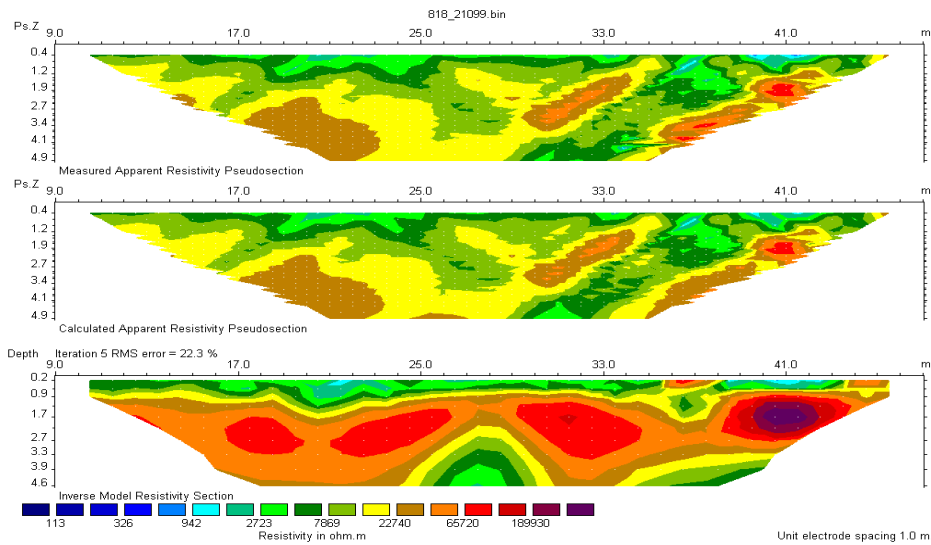 818_21099.bin
Ps.Z
9.0 17.0 25.0 33.0 41.0 m
0.4
1.2
1.9
2.7
3.4
4.1
4.9
Measured Apparent Resistivity Pseudosection
Ps.Z
9.0 17.0 25.0 33.0 41.0 m
0.4
1.2
1.9
2.7
3.4
4.1
4.9
Calculated Apparent Resistivity Pseudosection
Depth Iteration 5 RMS error = 22.3 %
9.0 17.0 25.0 33.0 41.0 m
0.2
0.9
1.7
2.7
3.9
4.6
Inverse Model Resistivity Section
113 326 942 2723 7869 22740 65720 189930
Resistivity in ohm.m Unit electrode spacing 1.0 m